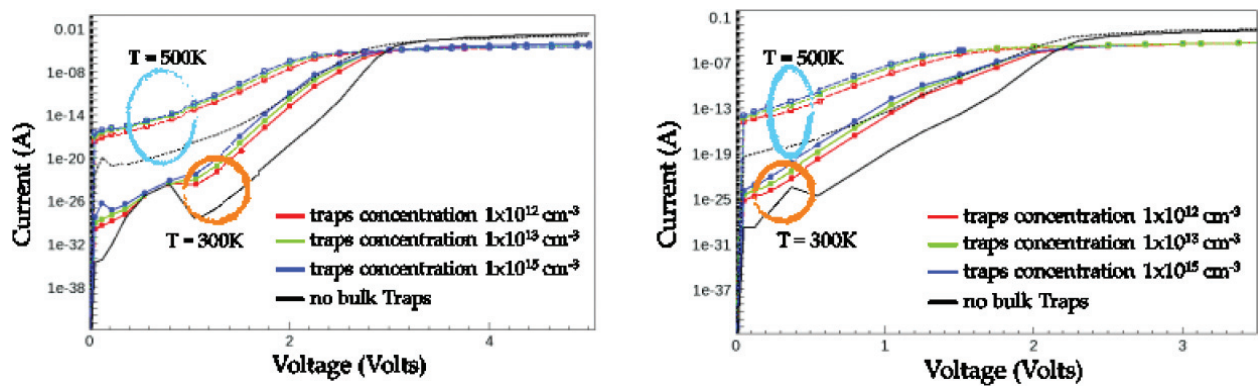 0.01
1e-08
1e-14
1e-20
1e-26
1e-32
1e-38
Current (A)
T = 500K
T = 300K
traps concentration 1x10¹² cm⁻³
traps concentration 1x10¹³ cm⁻³
traps concentration 1x10¹⁵ cm⁻³
no bulk Traps
0 2 4
Voltage (Volts)
0.1
1e-07
1e-13
1e-19
1e-25
1e-31
1e-37
Current (A)
T = 500K
T = 300K
traps concentration 1x10¹² cm⁻³
traps concentration 1x10¹³ cm⁻³
traps concentration 1x10¹⁵ cm⁻³
no bulk Traps
0 1 2 3
Voltage (Volts)